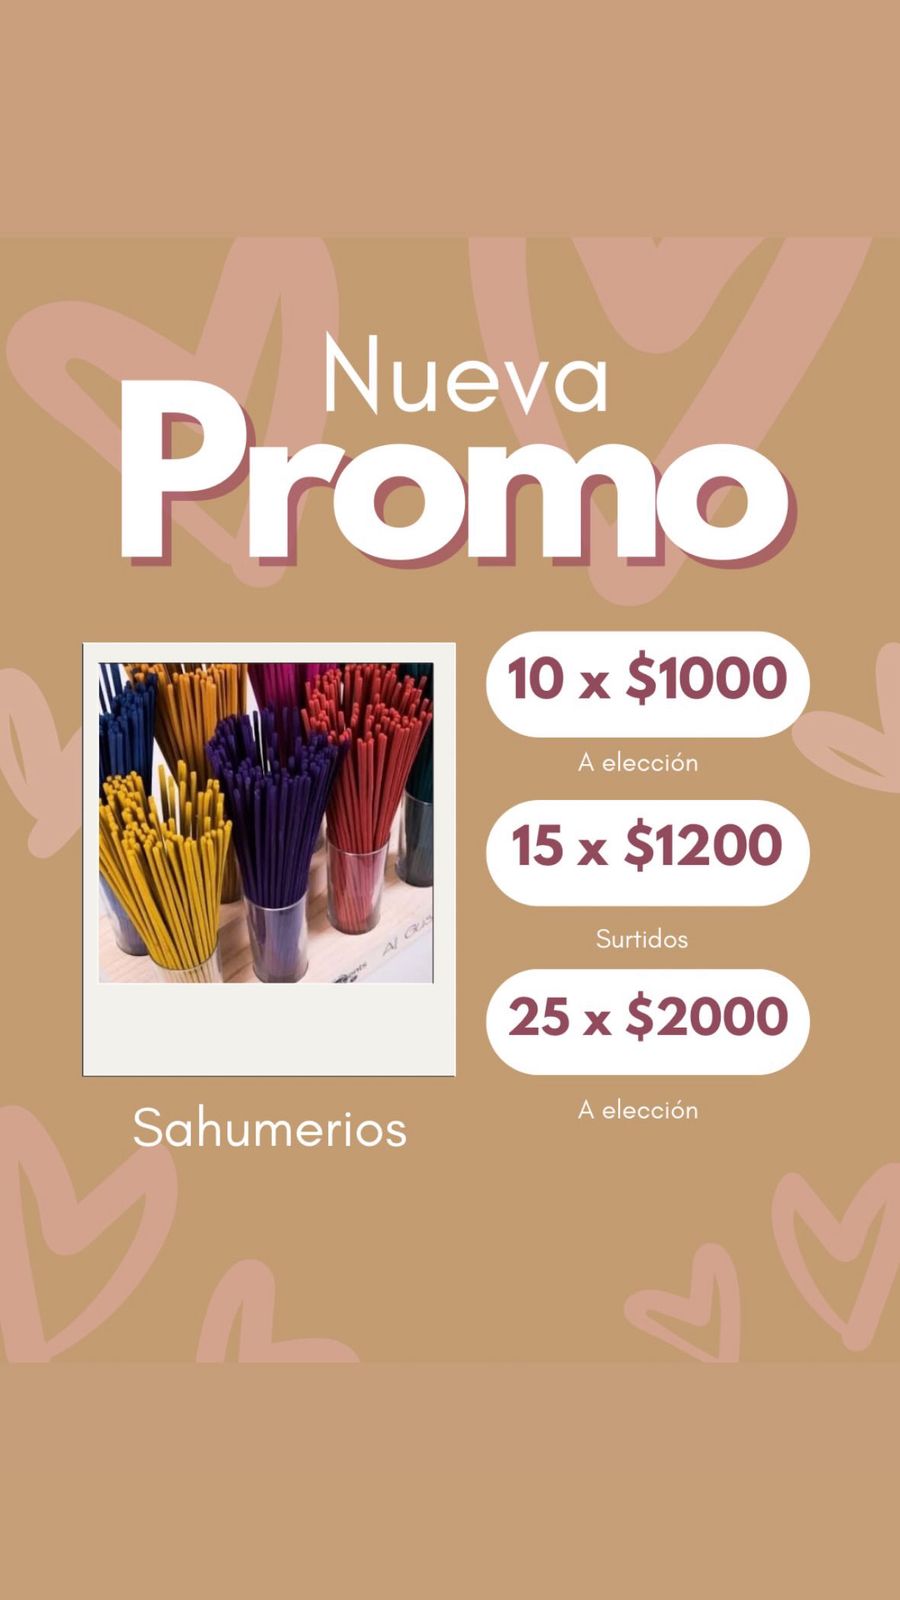 Nueva
Promo
10 x $1000
A elección
15 x $1200
Surtidos
25 x $2000
A elección
Sahumerios